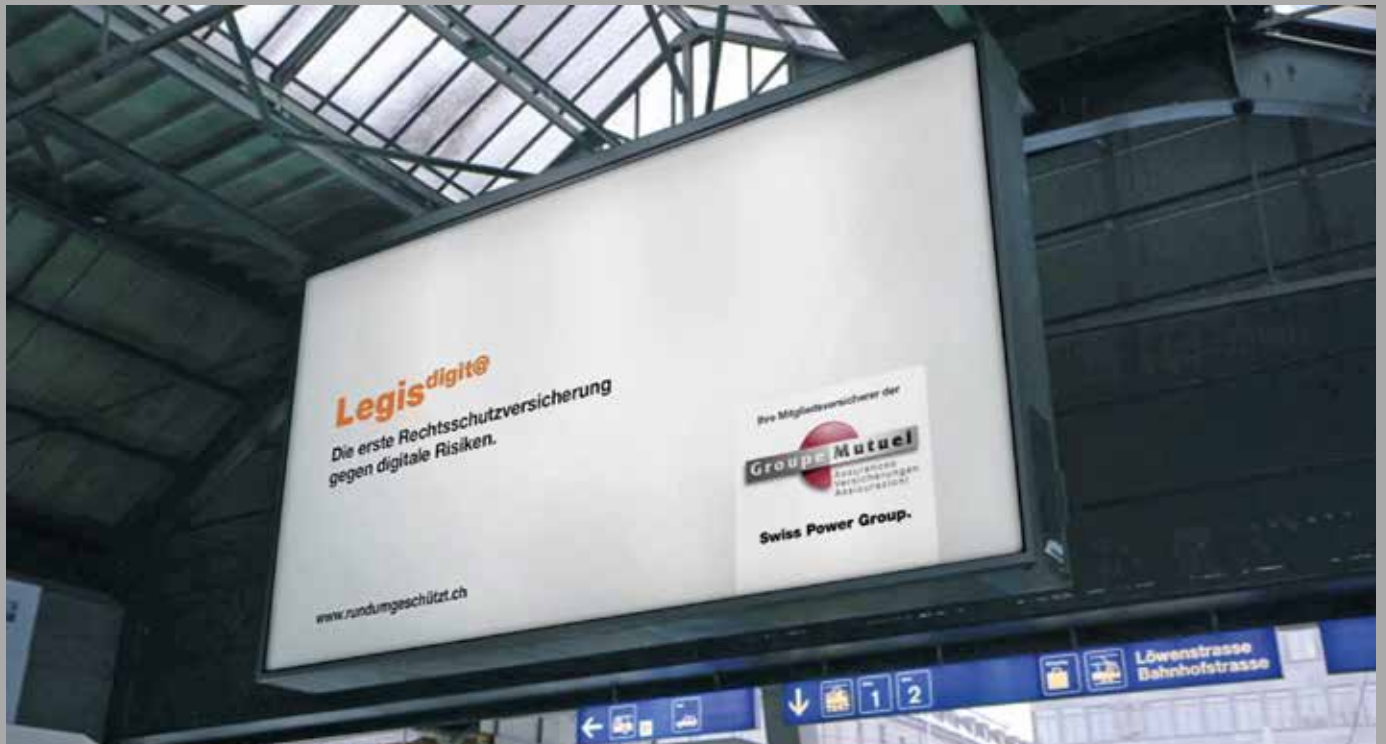 Legis digit@
Die erste Rechtsschutzversicherung
gegen digitale Risiken.
www.rundumgeschützt.ch
Ihre Mitgliedsversicherer der
Groupe Mutuel
Assurances
Versicherungen
Assicurazioni
Swiss Power Group.
1
2
Löwenstrasse
Bahnhofstrasse